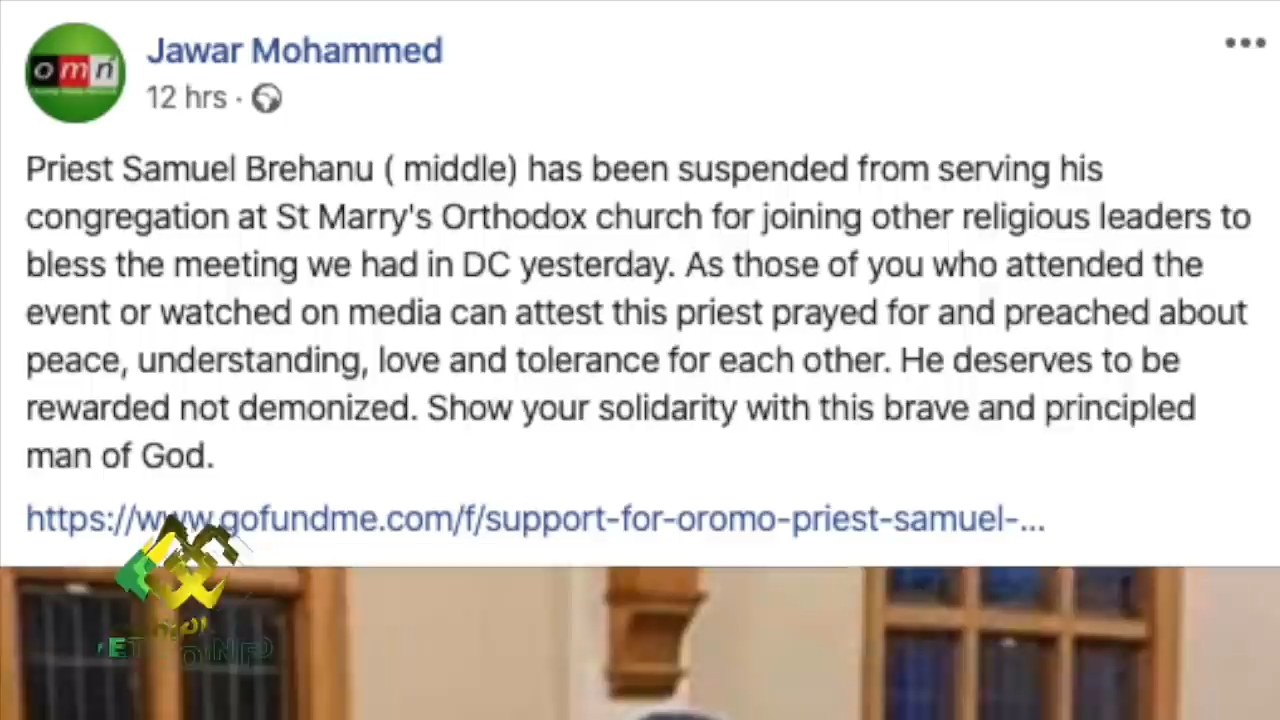 omn
Jawar Mohammed
12 hrs ·
Priest Samuel Brehanu ( middle) has been suspended from serving his
congregation at St Marry's Orthodox church for joining other religious leaders to
bless the meeting we had in DC yesterday. As those of you who attended the
event or watched on media can attest this priest prayed for and preached about
peace, understanding, love and tolerance for each other. He deserves to be
rewarded not demonized. Show your solidarity with this brave and principled
man of God.
https://www.gofundme.com/f/support-for-oromo-priest-samuel-...